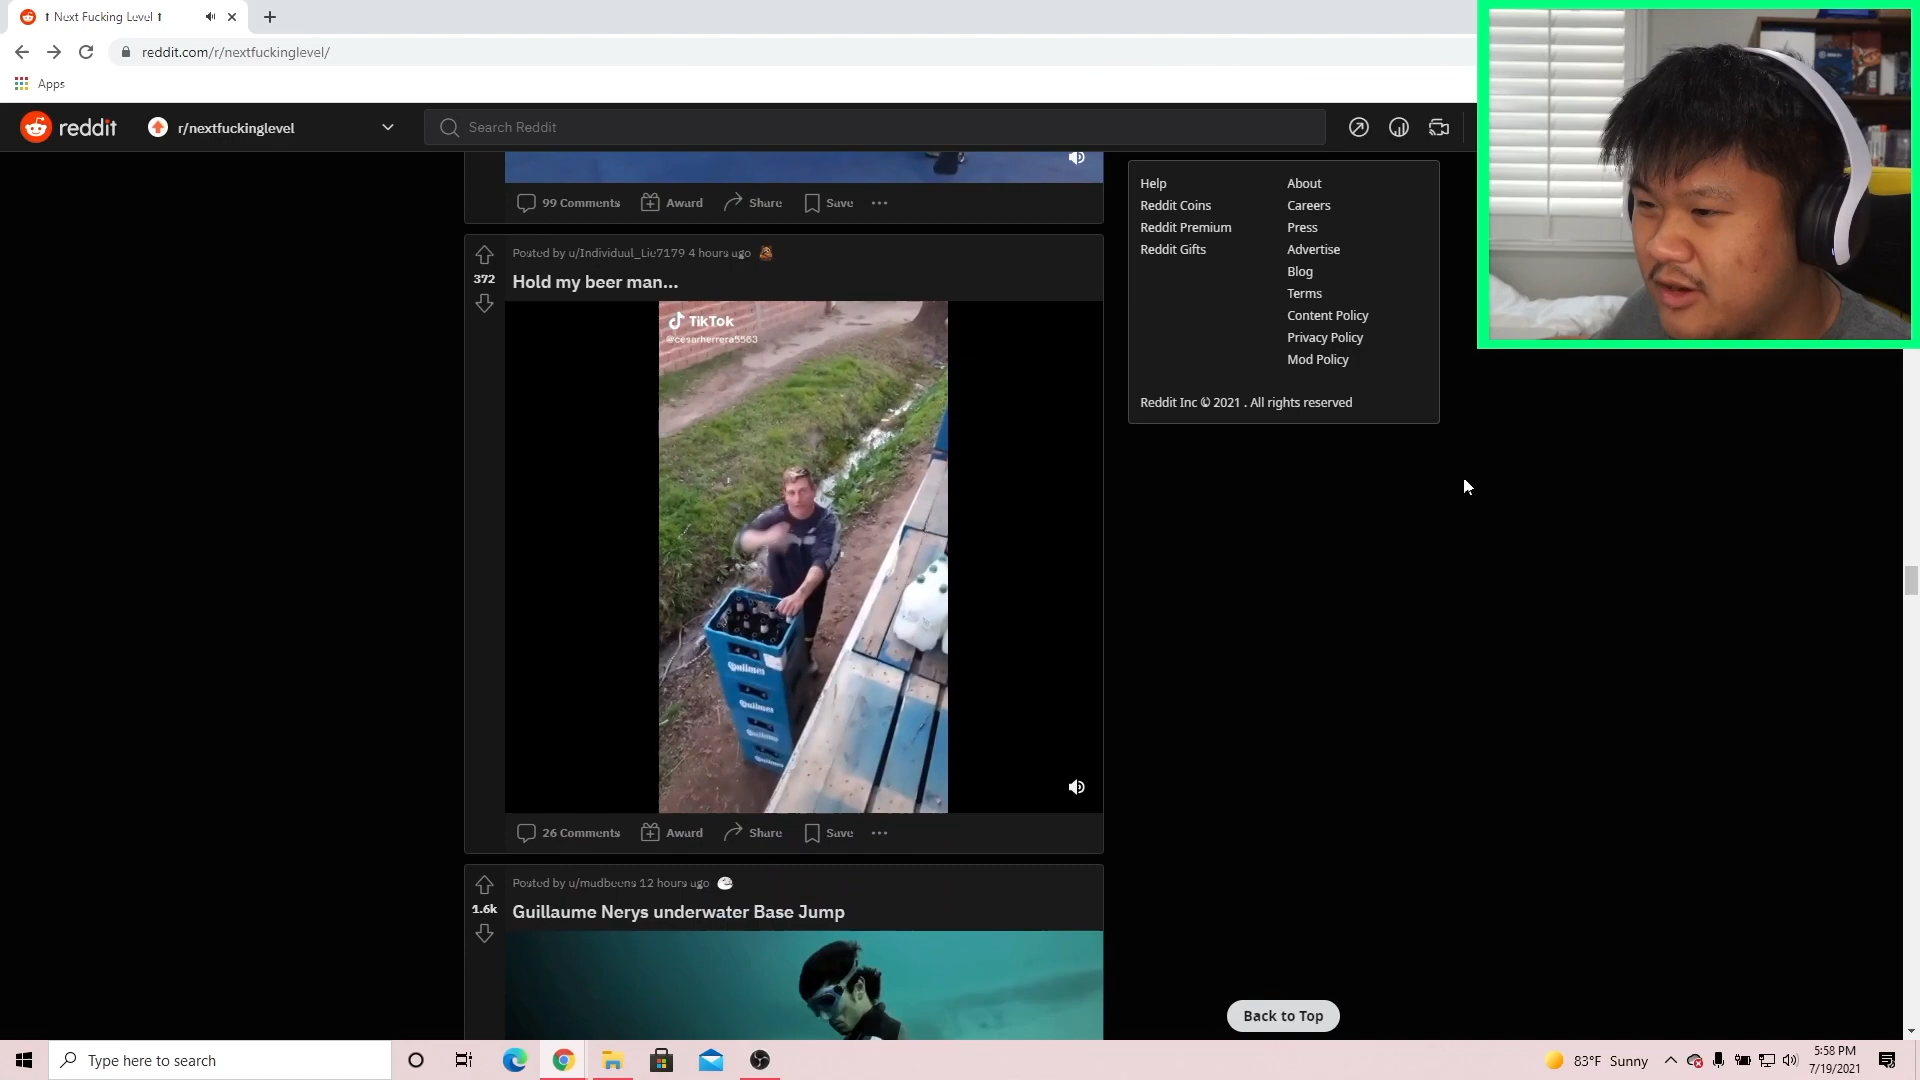 ↑ Next Fucking Level ↑
reddit.com/r/nextfuckinglevel/
Apps
reddit
r/nextfuckinglevel
Search Reddit
99 Comments
Award
Share
Save
Help
About
Reddit Coins
Careers
Reddit Premium
Press
Reddit Gifts
Advertise
Blog
Terms
Content Policy
Privacy Policy
Mod Policy
Reddit Inc © 2021 . All rights reserved
Posted by u/Individual_Lie7179 4 hours ago
372
Hold my beer man...
TikTok
@cesarherrera5563
Quilmes
Quilmes
Quilmes
Quilmes
26 Comments
Award
Share
Save
Posted by u/mudbeens 12 hours ago
1.6k
Guillaume Nerys underwater Base Jump
Back to Top
Type here to search
83°F Sunny
5:58 PM
7/19/2021